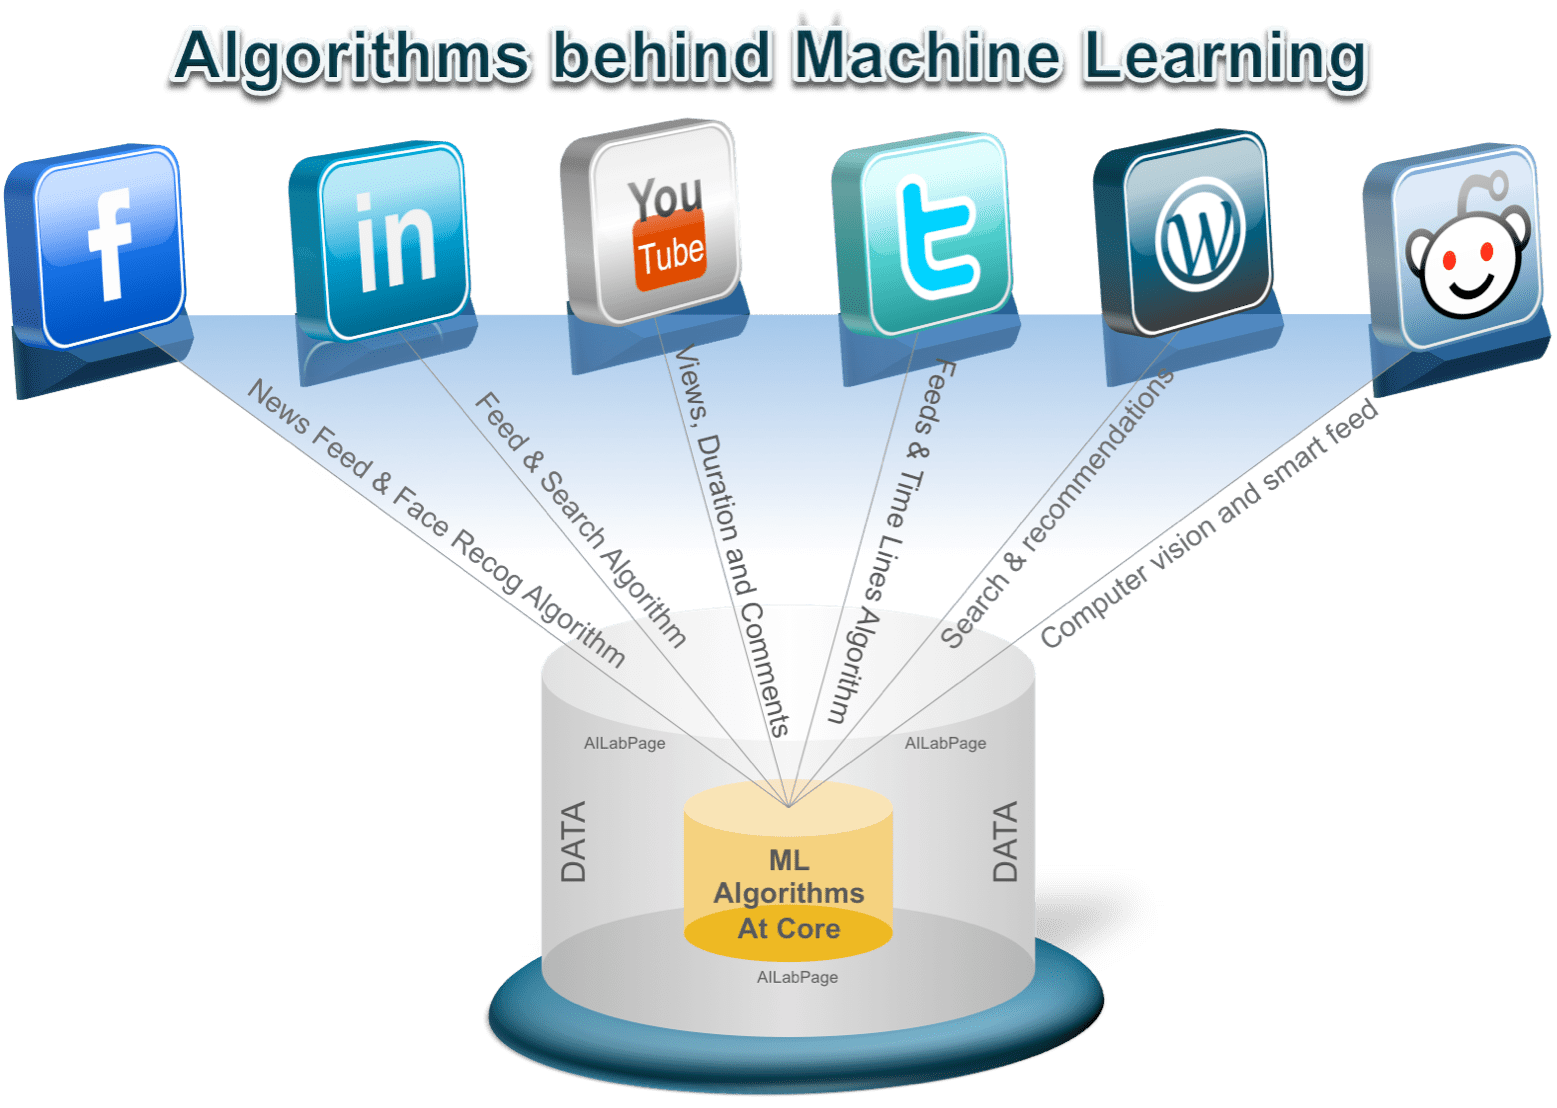 Algorithms behind Machine Learning
f
in
You
Tube
t
W
News Feed & Face Recog Algorithm
Feed & Search Algorithm
Views, Duration and Comments
Feeds & Time Lines Algorithm
Search & recommendations
Computer vision and smart feed
AILabPage
AILabPage
DATA
DATA
ML
Algorithms
At Core
AILabPage